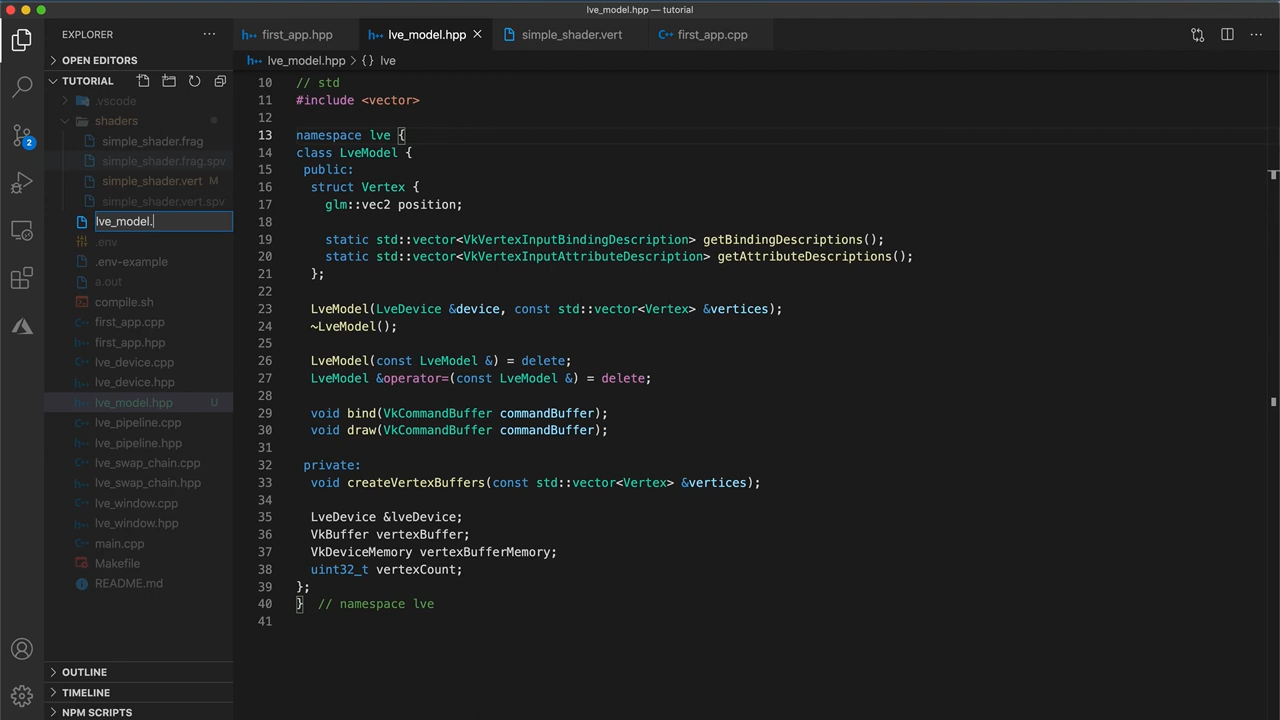 lve_model.hpp — tutorial
EXPLORER
OPEN EDITORS
TUTORIAL
.vscode
shaders
simple_shader.frag
simple_shader.frag.spv
simple_shader.vert M
simple_shader.vert.spv
lve_model.
.env
.env-example
a.out
compile.sh
first_app.cpp
first_app.hpp
lve_device.cpp
lve_device.hpp
lve_model.hpp U
lve_pipeline.cpp
lve_pipeline.hpp
lve_swap_chain.cpp
lve_swap_chain.hpp
lve_window.cpp
lve_window.hpp
main.cpp
Makefile
README.md
OUTLINE
TIMELINE
NPM SCRIPTS
2
first_app.hpp
lve_model.hpp
simple_shader.vert
first_app.cpp
lve_model.hpp > {} lve
10 // std
11 #include <vector>
12
13 namespace lve {
14 class LveModel {
15 public:
16 struct Vertex {
17 glm::vec2 position;
18
19 static std::vector<VkVertexInputBindingDescription> getBindingDescriptions();
20 static std::vector<VkVertexInputAttributeDescription> getAttributeDescriptions();
21 };
22
23 LveModel(LveDevice &device, const std::vector<Vertex> &vertices);
24 ~LveModel();
25
26 LveModel(const LveModel &) = delete;
27 LveModel &operator=(const LveModel &) = delete;
28
29 void bind(VkCommandBuffer commandBuffer);
30 void draw(VkCommandBuffer commandBuffer);
31
32 private:
33 void createVertexBuffers(const std::vector<Vertex> &vertices);
34
35 LveDevice &lveDevice;
36 VkBuffer vertexBuffer;
37 VkDeviceMemory vertexBufferMemory;
38 uint32_t vertexCount;
39 };
40 } // namespace lve
41